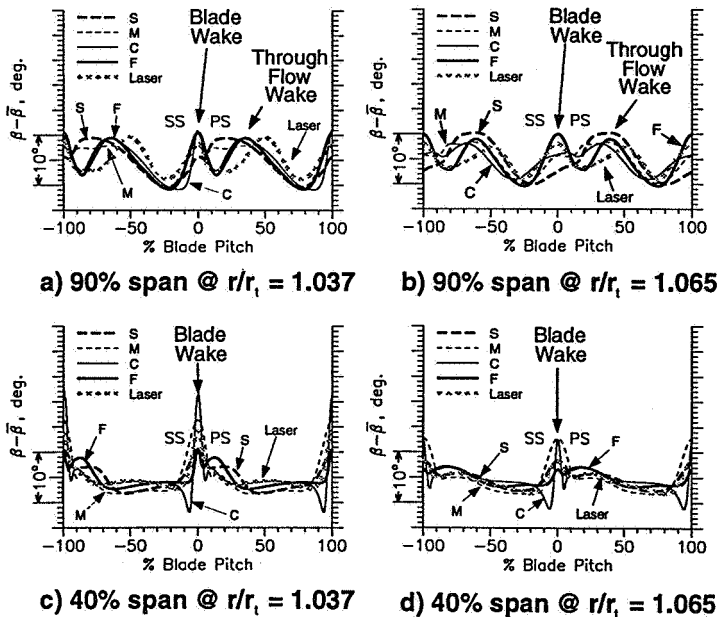 S
M
C
F
Laser
Blade
Wake
Through
Flow
Wake
SS PS
S
F
Laser
M
C
β-β̅, deg.
10°
-100 -50 0 50 100
% Blade Pitch
a) 90% span @ r/rt = 1.037
S
M
C
F
Laser
Blade
Wake
Through
Flow
Wake
SS PS
M
S
F
C
Laser
β-β̅, deg.
10°
-100 -50 0 50 100
% Blade Pitch
b) 90% span @ r/rt = 1.065
S
M
C
F
Laser
Blade
Wake
SS PS
F
S
Laser
M
C
β-β̅, deg.
10°
-100 -50 0 50 100
% Blade Pitch
c) 40% span @ r/rt = 1.037
S
M
C
F
Laser
Blade
Wake
SS PS
F
S
M
C
Laser
β-β̅, deg.
10°
-100 -50 0 50 100
% Blade Pitch
d) 40% span @ r/rt = 1.065